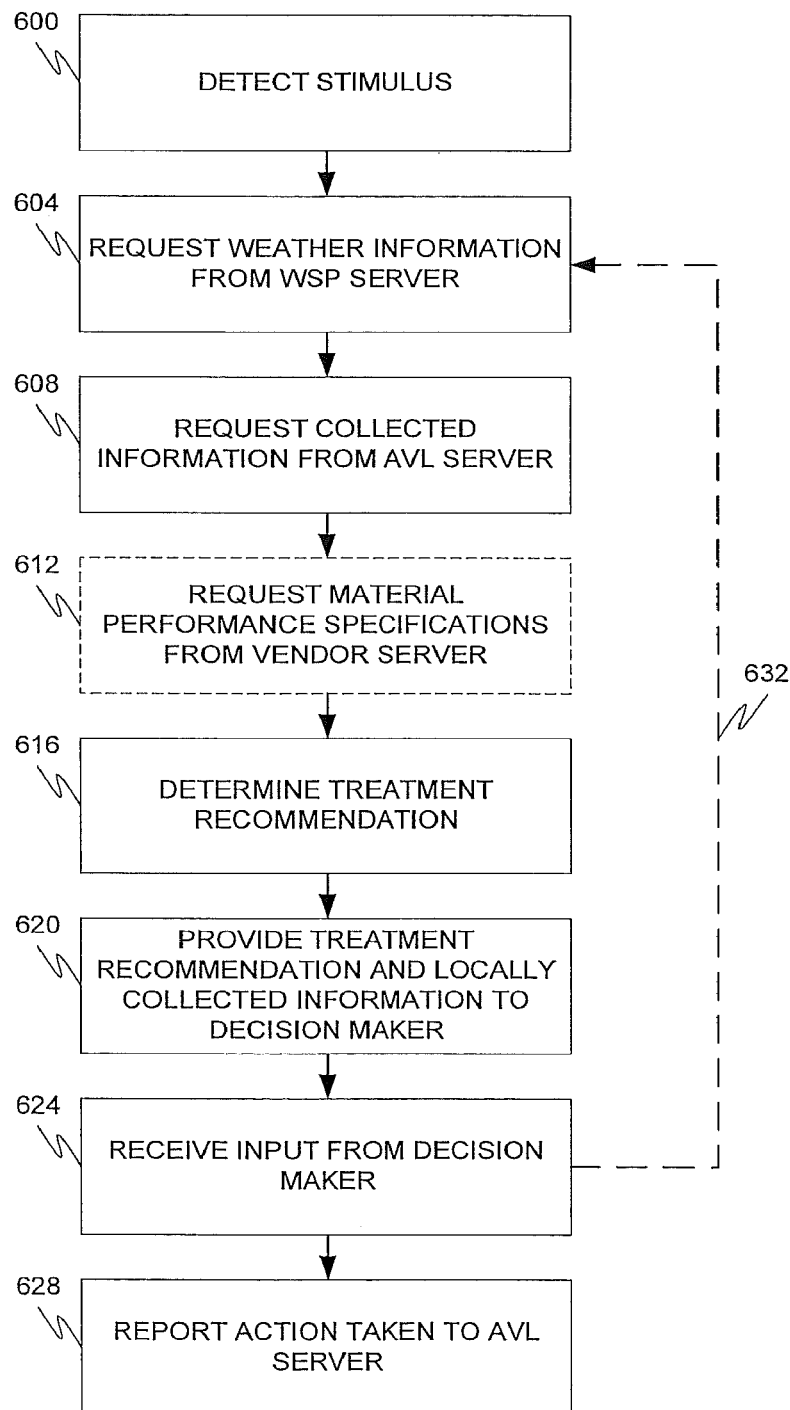 600
DETECT STIMULUS
604
REQUEST WEATHER INFORMATION
FROM WSP SERVER
608
REQUEST COLLECTED
INFORMATION FROM AVL SERVER
612
REQUEST MATERIAL
PERFORMANCE SPECIFICATIONS
FROM VENDOR SERVER
632
616
DETERMINE TREATMENT
RECOMMENDATION
620
PROVIDE TREATMENT
RECOMMENDATION AND LOCALLY
COLLECTED INFORMATION TO
DECISION MAKER
624
RECEIVE INPUT FROM DECISION
MAKER
628
REPORT ACTION TAKEN TO AVL
SERVER